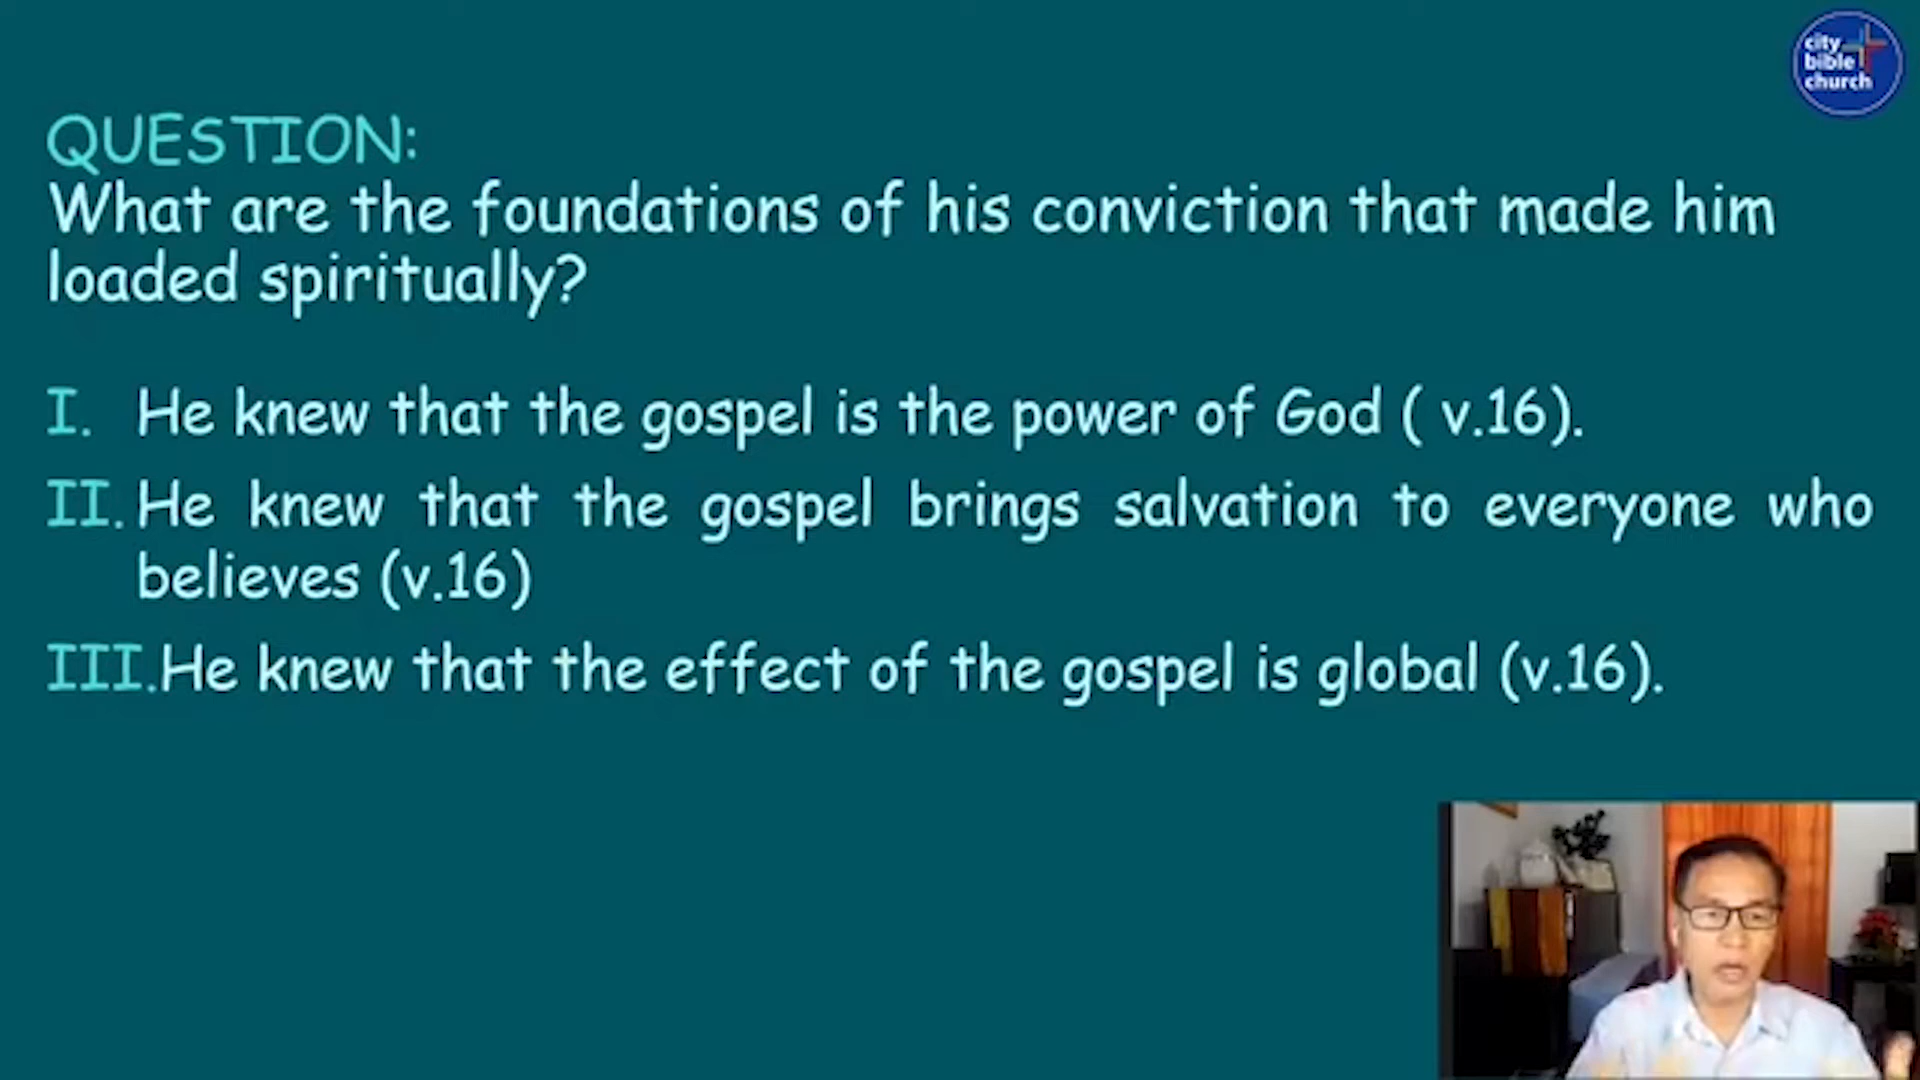 city
bible
church
QUESTION:
What are the foundations of his conviction that made him
loaded spiritually?
I. He knew that the gospel is the power of God ( v.16).
II. He knew that the gospel brings salvation to everyone who
believes (v.16)
III.He knew that the effect of the gospel is global (v.16).